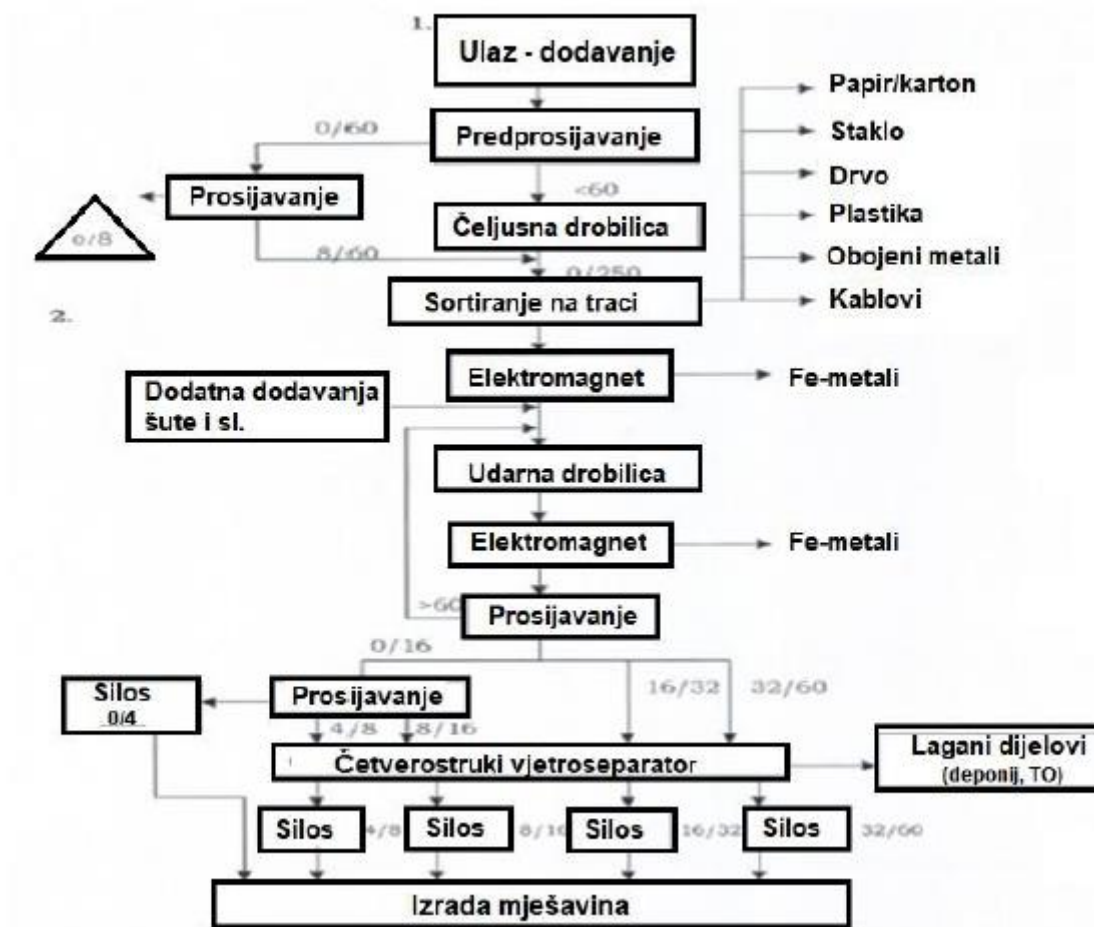 1.
Ulaz - dodavanje
Papir/karton
0/60
Predprosijavanje
Staklo
Prosijavanje
<60
Drvo
0/8
Čeljusna drobilica
Plastika
8/60
0/250
Obojeni metali
2.
Sortiranje na traci
Kablovi
Elektromagnet
Fe-metali
Dodatna dodavanja
šute i sl.
Udarna drobilica
Elektromagnet
Fe-metali
>60
Prosijavanje
0/16
Silos
0/4
Prosijavanje
16/32
32/60
4/8
8/16
Četverostruki vjetroseparator
Lagani dijelovi
(deponij, TO)
Silos
4/8
Silos
8/16
Silos
16/32
Silos
32/60
Izrada mješavina